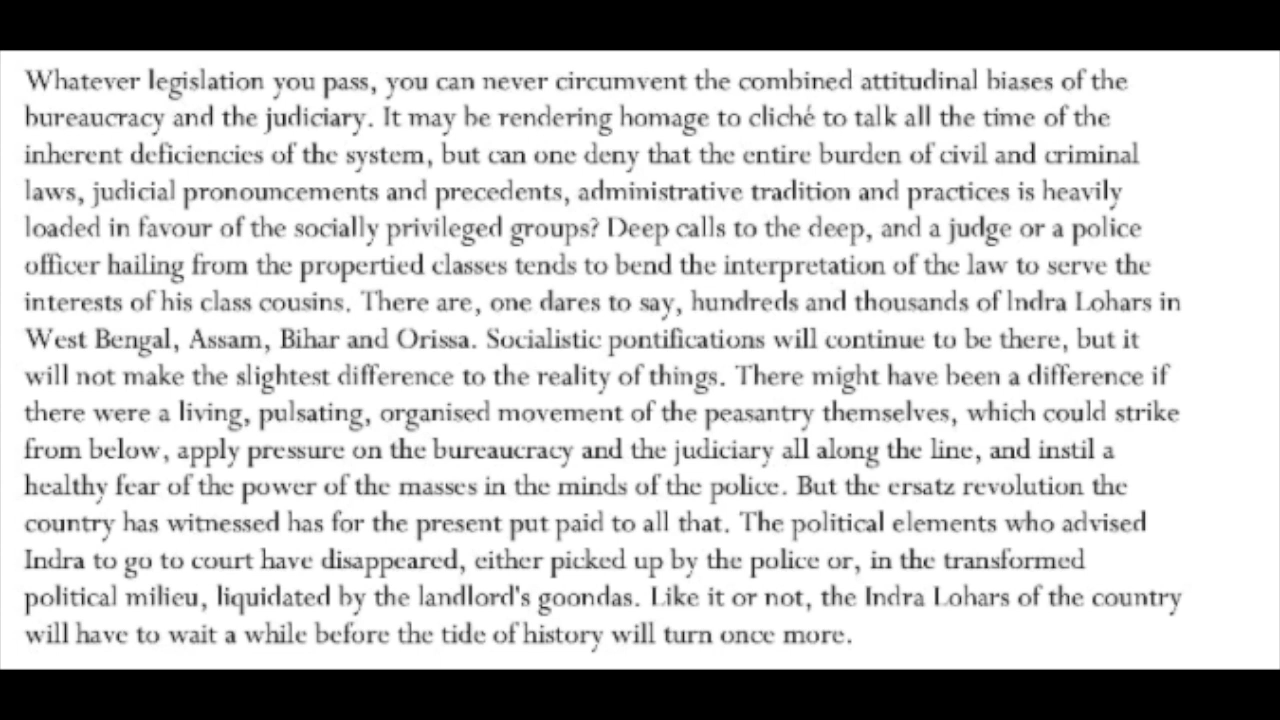 Whatever legislation you pass, you can never circumvent the combined attitudinal biases of the
bureaucracy and the judiciary. It may be rendering homage to cliché to talk all the time of the
inherent deficiencies of the system, but can one deny that the entire burden of civil and criminal
laws, judicial pronouncements and precedents, administrative tradition and practices is heavily
loaded in favour of the socially privileged groups? Deep calls to the deep, and a judge or a police
officer hailing from the propertied classes tends to bend the interpretation of the law to serve the
interests of his class cousins. There are, one dares to say, hundreds and thousands of Indra Lohars in
West Bengal, Assam, Bihar and Orissa. Socialistic pontifications will continue to be there, but it
will not make the slightest difference to the reality of things. There might have been a difference if
there were a living, pulsating, organised movement of the peasantry themselves, which could strike
from below, apply pressure on the bureaucracy and the judiciary all along the line, and instil a
healthy fear of the power of the masses in the minds of the police. But the ersatz revolution the
country has witnessed has for the present put paid to all that. The political elements who advised
Indra to go to court have disappeared, either picked up by the police or, in the transformed
political milieu, liquidated by the landlord's goondas. Like it or not, the Indra Lohars of the country
will have to wait a while before the tide of history will turn once more.